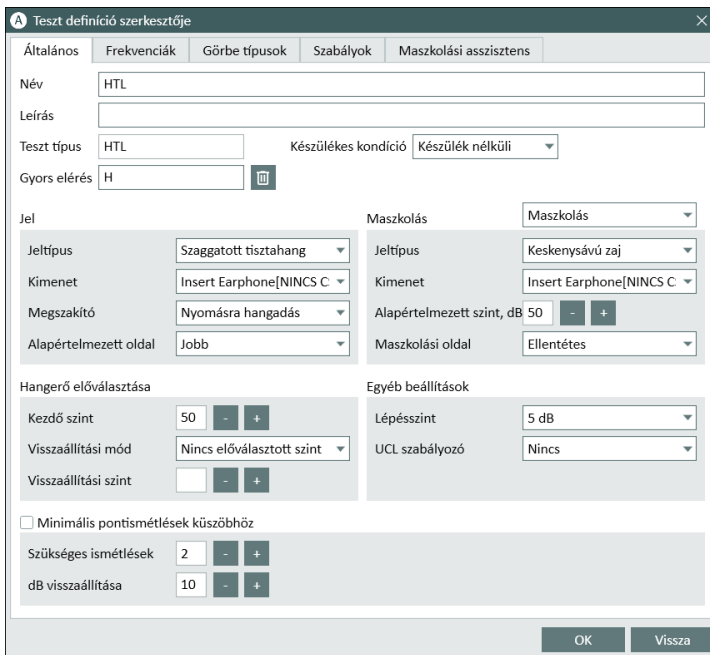 A Teszt definíció szerkesztője
Általános Frekvenciák Görbe típusok Szabályok Maszkolási asszisztens
Név HTL
Leírás
Teszt típus HTL Készülékes kondíció Készülék nélküli
Gyors elérés H
Jel Maszkolás Maszkolás
Jeltípus Szaggatott tisztahang Jeltípus Keskenysávú zaj
Kimenet Insert Earphone[NINCS C Kimenet Insert Earphone[NINCS C
Megszakító Nyomásra hangadás Alapértelmezett szint, dB 50 - +
Alapértelmezett oldal Jobb Maszkolási oldal Ellentétes
Hangerő előválasztása Egyéb beállítások
Kezdő szint 50 - + Lépésszint 5 dB
Visszaállítási mód Nincs előválasztott szint UCL szabályozó Nincs
Visszaállítási szint - +
Minimális pontismétlések küszöbhöz
Szükséges ismétlések 2 - +
dB visszaállítása 10 - +
OK Vissza